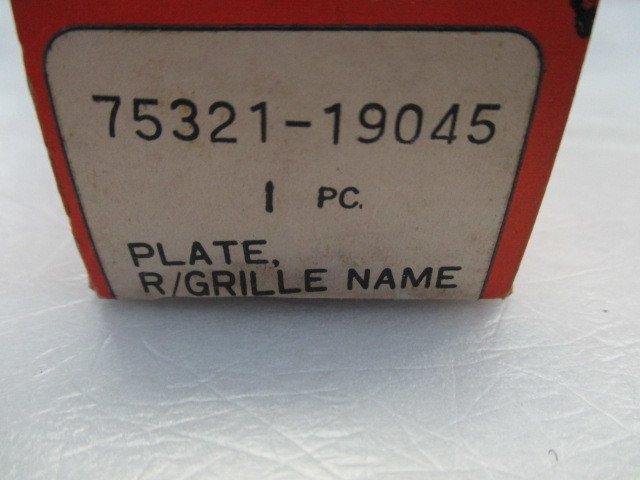 75321-19045
1 PC.
PLATE,
R/GRILLE NAME